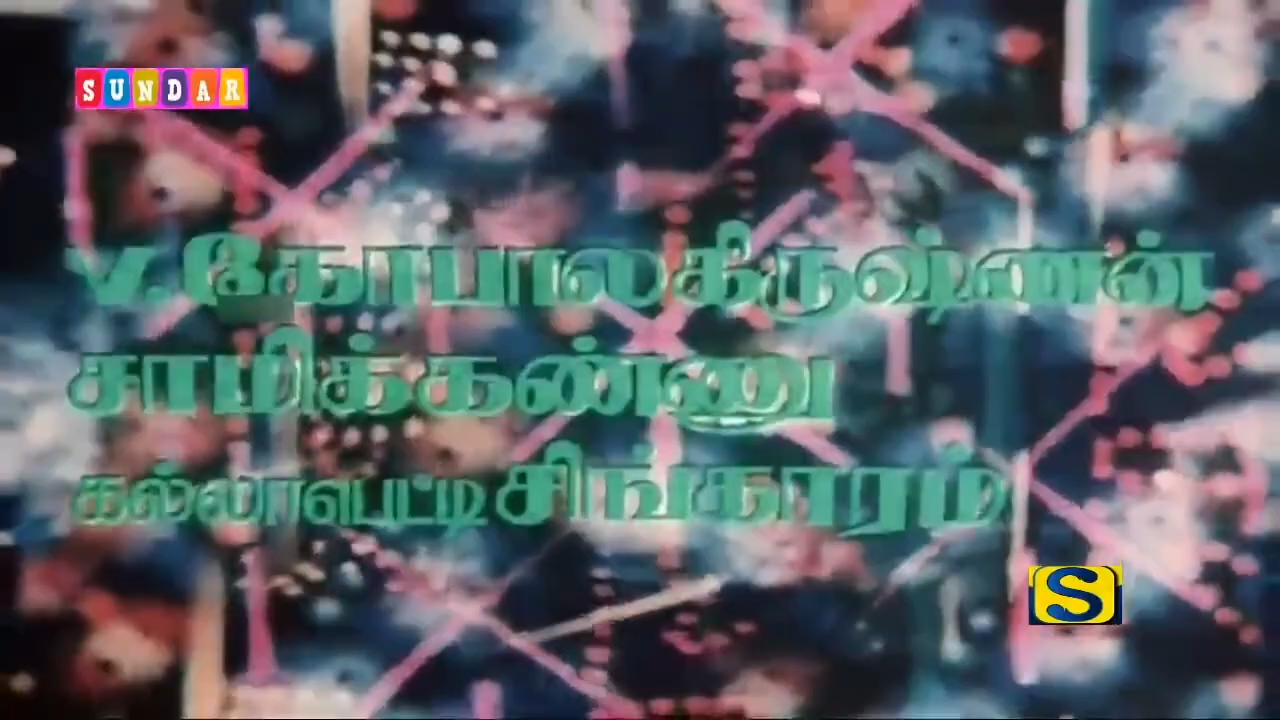 SUNDAR
V.கோபாலகிருஷ்ணன்
சாமிக்கண்ணு
கல்லாபெட்டி சிங்காரம்
S